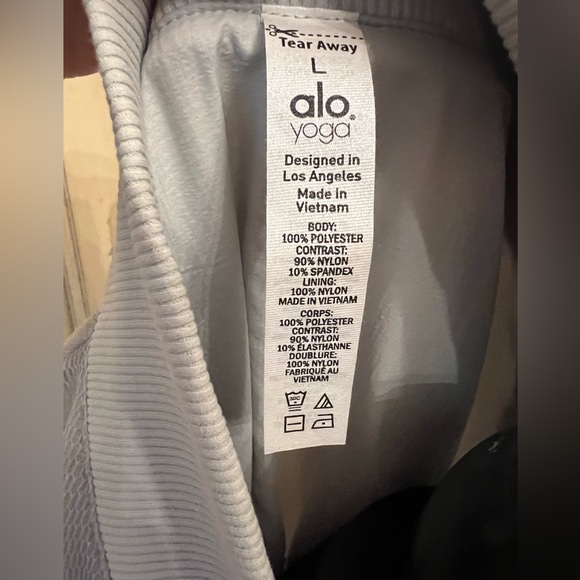 Tear Away
L
alo®
yoga
Designed in
Los Angeles
Made in
Vietnam
BODY:
100% POLYESTER
CONTRAST:
90% NYLON
10% SPANDEX
LINING:
100% NYLON
MADE IN VIETNAM
CORPS:
100% POLYESTER
CONTRAST:
90% NYLON
10% ÉLASTHANNE
DOUBLURE:
100% NYLON
FABRIQUÉ AU
VIETNAM
30C